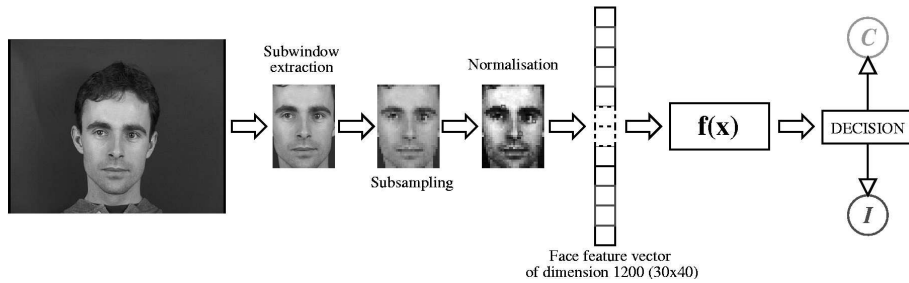 Subwindow
extraction
Subsampling
Normalisation
Face feature vector
of dimension 1200 (30x40)
f(x)
DECISION
C
I